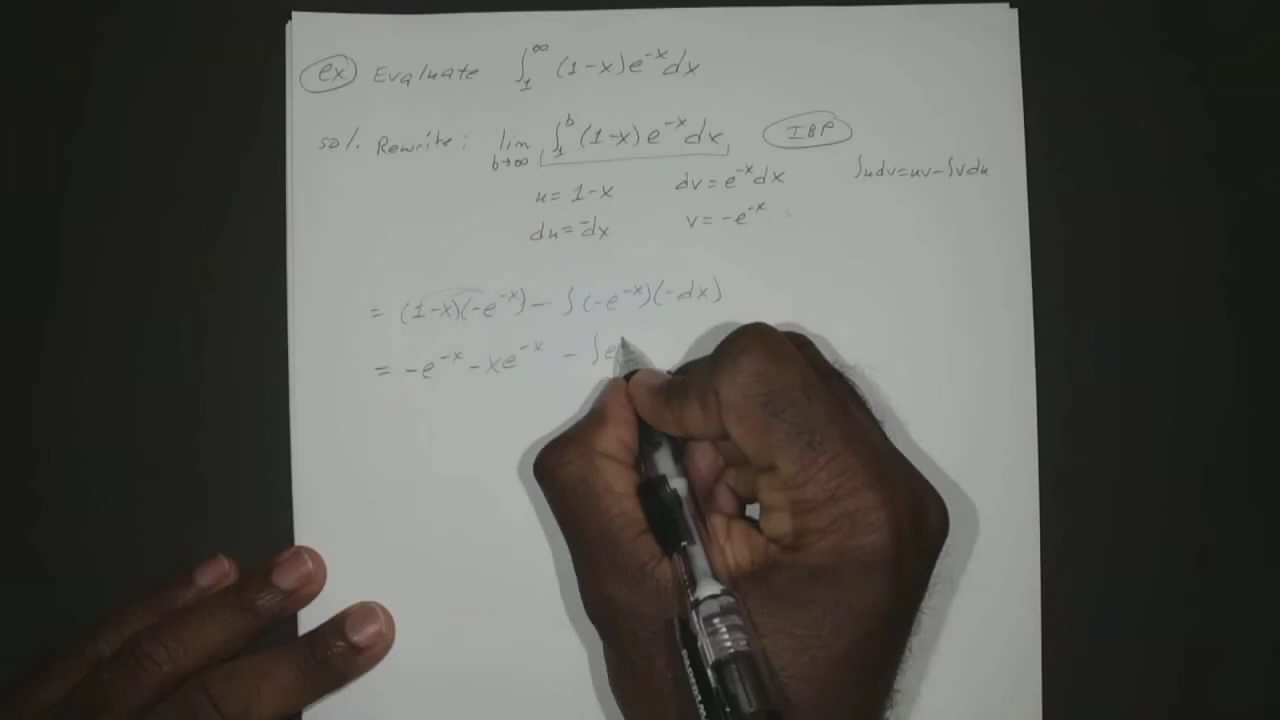 ex Evaluate ∫₁^∞ (1-x)e^{-x}dx
Rewrite: lim_{b→∞} ∫₁^b (1-x)e^{-x}dx IBP
u = 1-x dv = e^{-x}dx ∫udv = uv-∫vdu
du = -dx v = -e^{-x}
= (1-x)(-e^{-x}) - ∫(-e^{-x})(-dx)
= -e^{-x} - xe^{-x} - ∫e